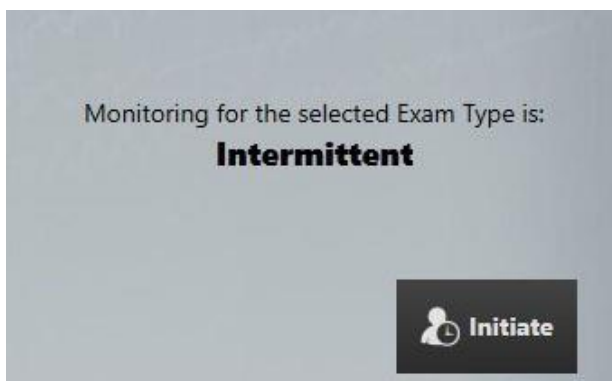 Monitoring for the selected Exam Type is:
Intermittent
Initiate